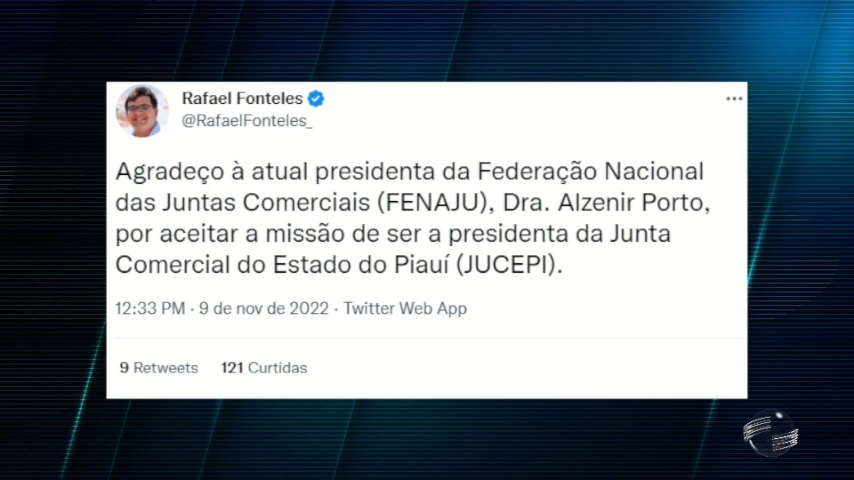 Rafael Fonteles
@RafaelFonteles_
Agradeço à atual presidenta da Federação Nacional
das Juntas Comerciais (FENAJU), Dra. Alzenir Porto,
por aceitar a missão de ser a presidenta da Junta
Comercial do Estado do Piauí (JUCEPI).
12:33 PM · 9 de nov de 2022 · Twitter Web App
9 Retweets 121 Curtidas